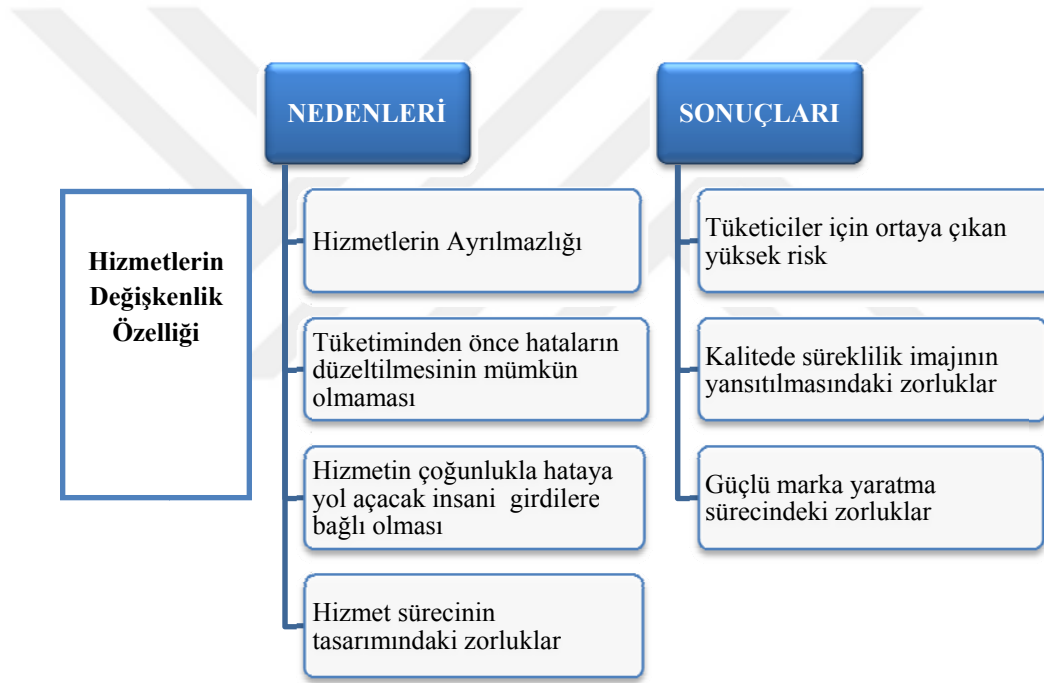 Hizmetlerin
Değişkenlik
Özelliği
NEDENLERİ
Hizmetlerin Ayrılmazlığı
Tüketiminden önce hataların
düzeltilmesinin mümkün
olmaması
Hizmetin çoğunlukla hataya
yol açacak insani girdilere
bağlı olması
Hizmet sürecinin
tasarımındaki zorluklar
SONUÇLARI
Tüketiciler için ortaya çıkan
yüksek risk
Kalitede süreklilik imajının
yansıtılmasındaki zorluklar
Güçlü marka yaratma
sürecindeki zorluklar